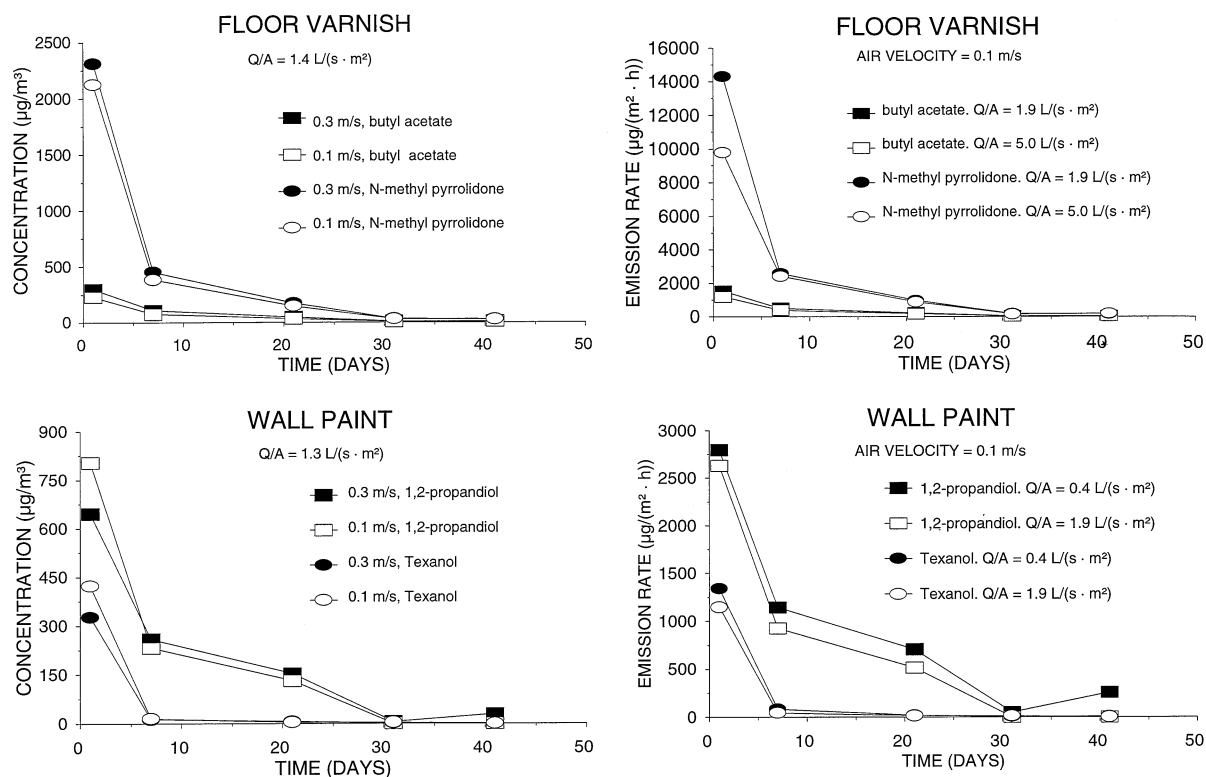 FLOOR VARNISH
Q/A = 1.4 L/(s · m²)
CONCENTRATION (µg/m³)
2500
2000
1500
1000
500
0
0.3 m/s, butyl acetate
0.1 m/s, butyl acetate
0.3 m/s, N-methyl pyrrolidone
0.1 m/s, N-methyl pyrrolidone
0 10 20 30 40 50
TIME (DAYS)
FLOOR VARNISH
AIR VELOCITY = 0.1 m/s
EMISSION RATE (µg/(m² · h))
16000
14000
12000
10000
8000
6000
4000
2000
0
butyl acetate. Q/A = 1.9 L/(s · m²)
butyl acetate. Q/A = 5.0 L/(s · m²)
N-methyl pyrrolidone. Q/A = 1.9 L/(s · m²)
N-methyl pyrrolidone. Q/A = 5.0 L/(s · m²)
0 10 20 30 40 50
TIME (DAYS)
WALL PAINT
Q/A = 1.3 L/(s · m²)
CONCENTRATION (µg/m³)
900
750
600
450
300
150
0
0.3 m/s, 1,2-propandiol
0.1 m/s, 1,2-propandiol
0.3 m/s, Texanol
0.1 m/s, Texanol
0 10 20 30 40 50
TIME (DAYS)
WALL PAINT
AIR VELOCITY = 0.1 m/s
EMISSION RATE (µg/(m² · h))
3000
2500
2000
1500
1000
500
0
1,2-propandiol. Q/A = 0.4 L/(s · m²)
1,2-propandiol. Q/A = 1.9 L/(s · m²)
Texanol. Q/A = 0.4 L/(s · m²)
Texanol. Q/A = 1.9 L/(s · m²)
0 10 20 30 40 50
TIME (DAYS)